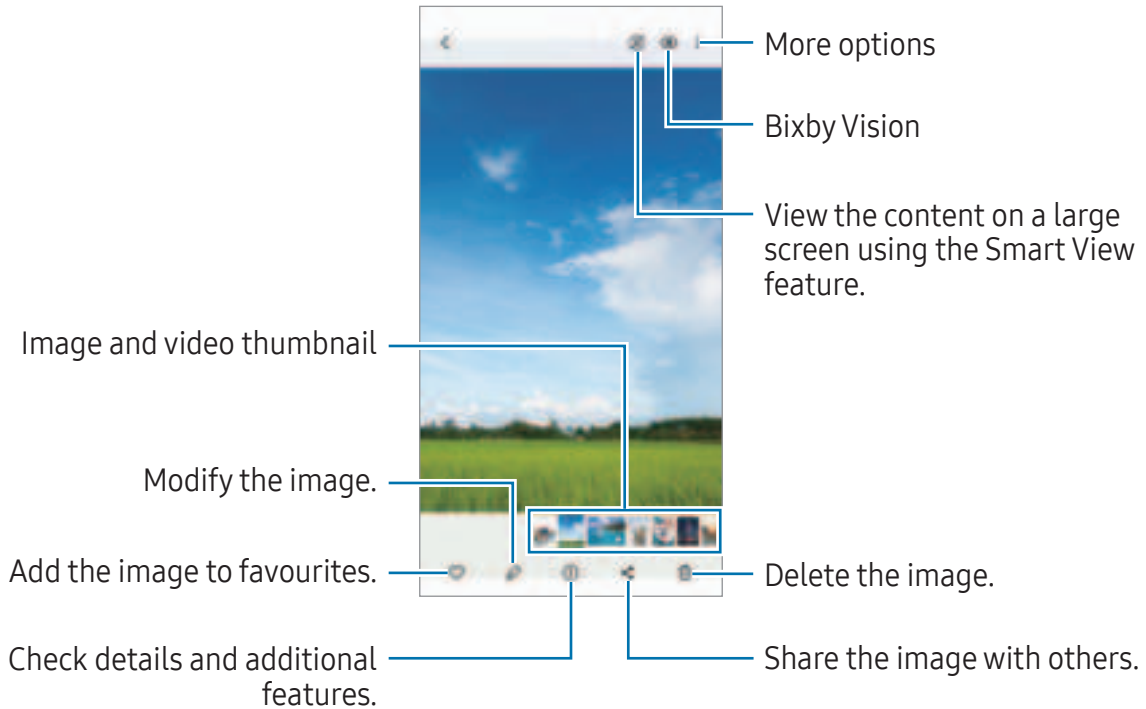 More options
Bixby Vision
View the content on a large
screen using the Smart View
feature.
Image and video thumbnail
Modify the image.
Add the image to favourites.
Delete the image.
Check details and additional
features.
Share the image with others.